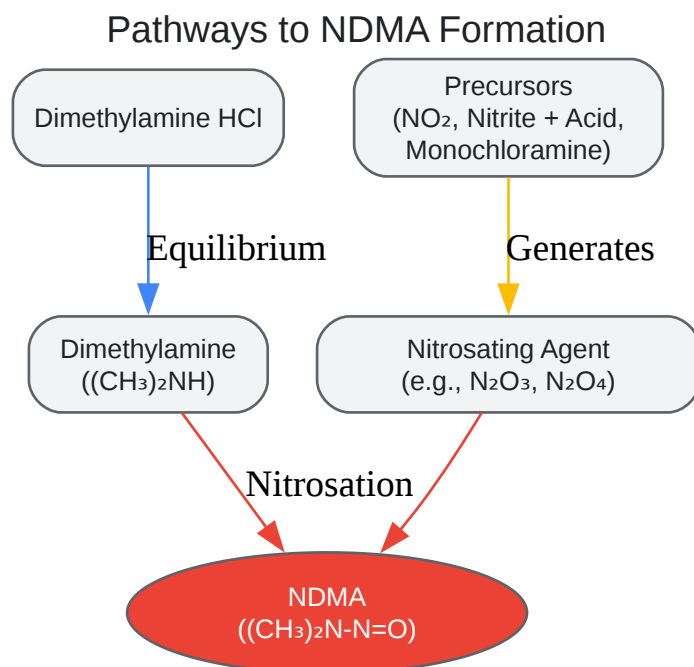 Pathways to NDMA Formation
Dimethylamine HCl
Precursors
(NO₂, Nitrite + Acid,
Monochloramine)
Equilibrium
Generates
Dimethylamine
((CH₃)₂NH)
Nitrosating Agent
(e.g., N₂O₃, N₂O₄)
Nitrosation
NDMA
((CH₃)₂N-N=O)